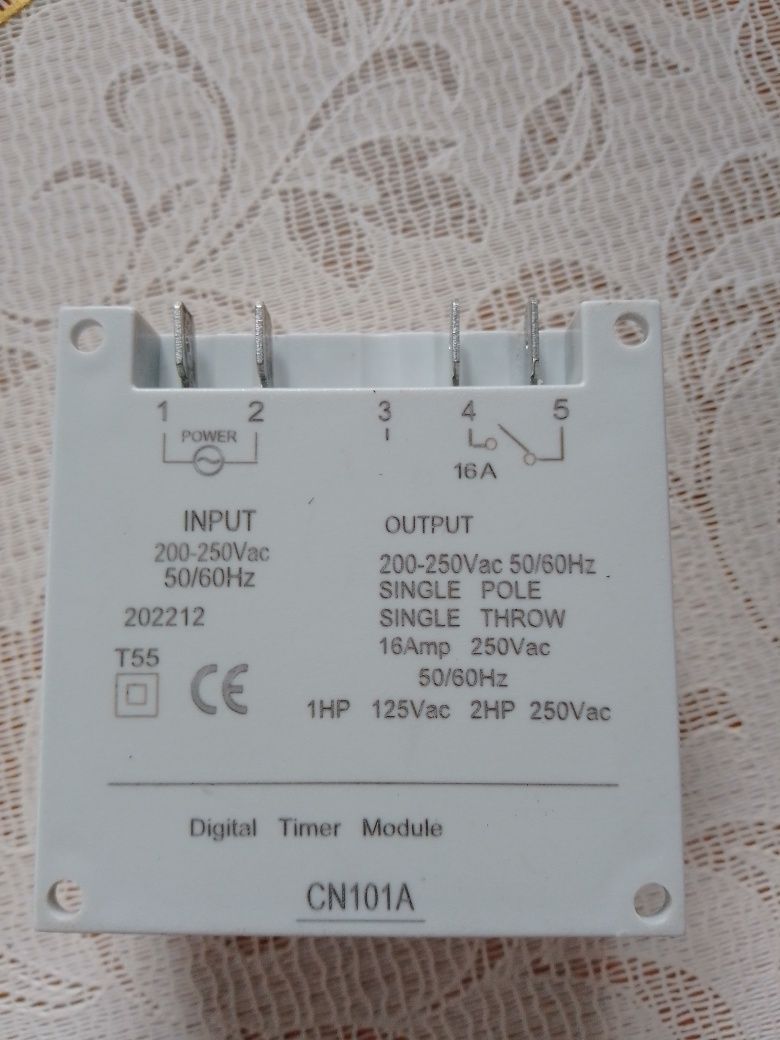 1 2 3 4 5
POWER
16A
INPUT
200-250Vac
50/60Hz
202212
T55
CE
OUTPUT
200-250Vac 50/60Hz
SINGLE POLE
SINGLE THROW
16Amp 250Vac
50/60Hz
1HP 125Vac 2HP 250Vac
Digital Timer Module
CN101A